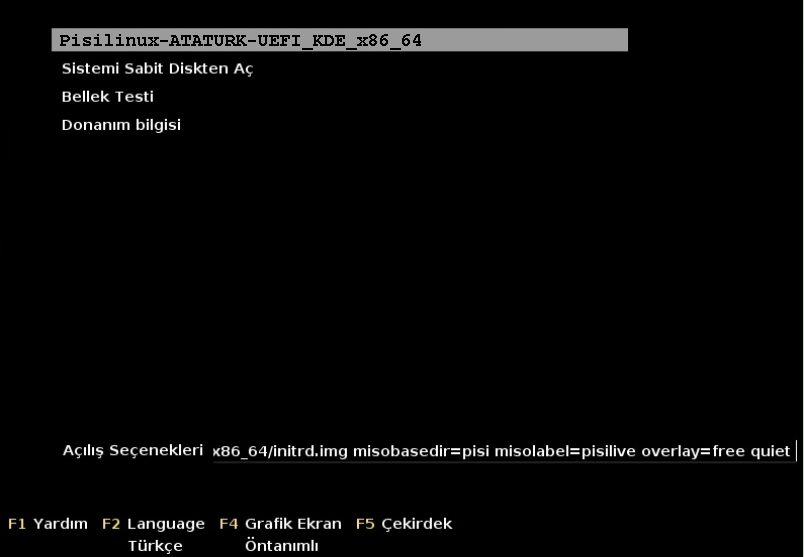 Pisilinux-ATATURK-UEFI_KDE_x86_64
Sistemi Sabit Diskten Aç
Bellek Testi
Donanım bilgisi
Açılış Seçenekleri x86_64/initrd.img misobasedir=pisi misolabel=pisilive overlay=free quiet
F1 Yardım F2 Language F4 Grafik Ekran F5 Çekirdek
Türkçe Öntanımlı